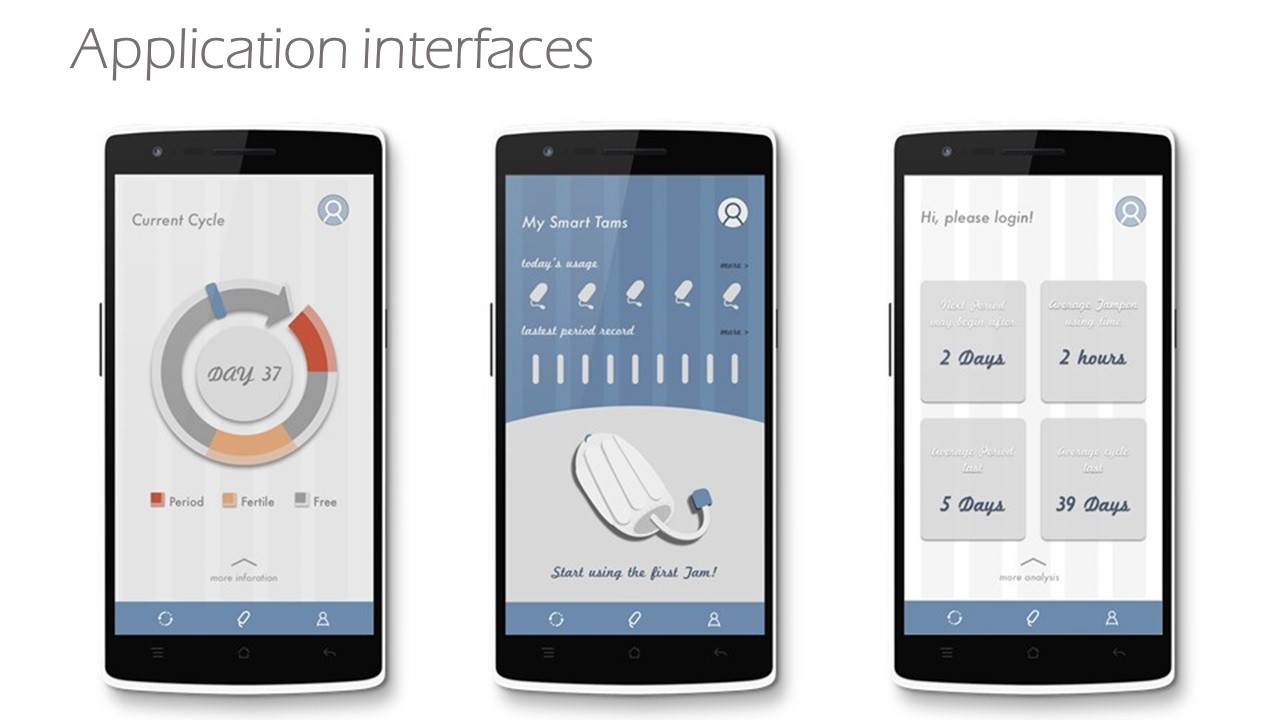 Application interfaces
Current Cycle
DAY 37
Period
Fertile
Free
more inforation
My Smart Tams
today's usage
more >
lastest period record
more >
Start using the first Tam!
Hi, please login!
Next Period
may begin after
2 Days
Average Tampon
using time
2 hours
Average Period
last
5 Days
Average cycle
last
39 Days
more analysis